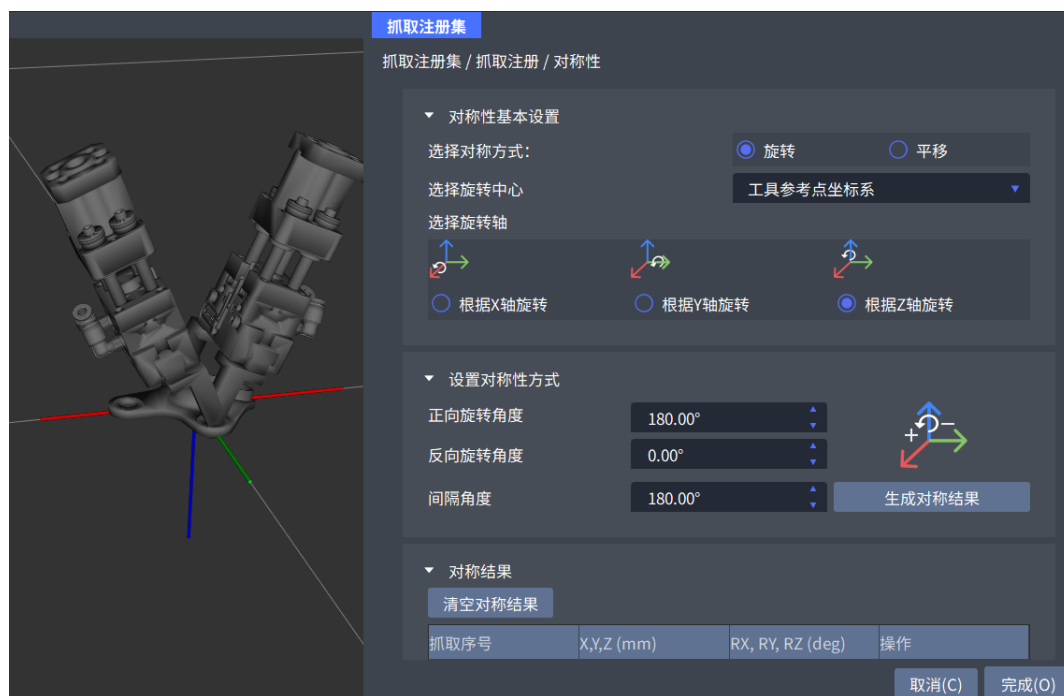 抓取注册集
抓取注册集 / 抓取注册 / 对称性
对称性基本设置
选择对称方式:
旋转
平移
选择旋转中心
工具参考点坐标系
选择旋转轴
根据X轴旋转
根据Y轴旋转
根据Z轴旋转
设置对称性方式
正向旋转角度
180.00°
反向旋转角度
0.00°
+
−
间隔角度
180.00°
生成对称结果
对称结果
清空对称结果
抓取序号
X,Y,Z (mm)
RX, RY, RZ (deg)
操作
取消(C)
完成(O)